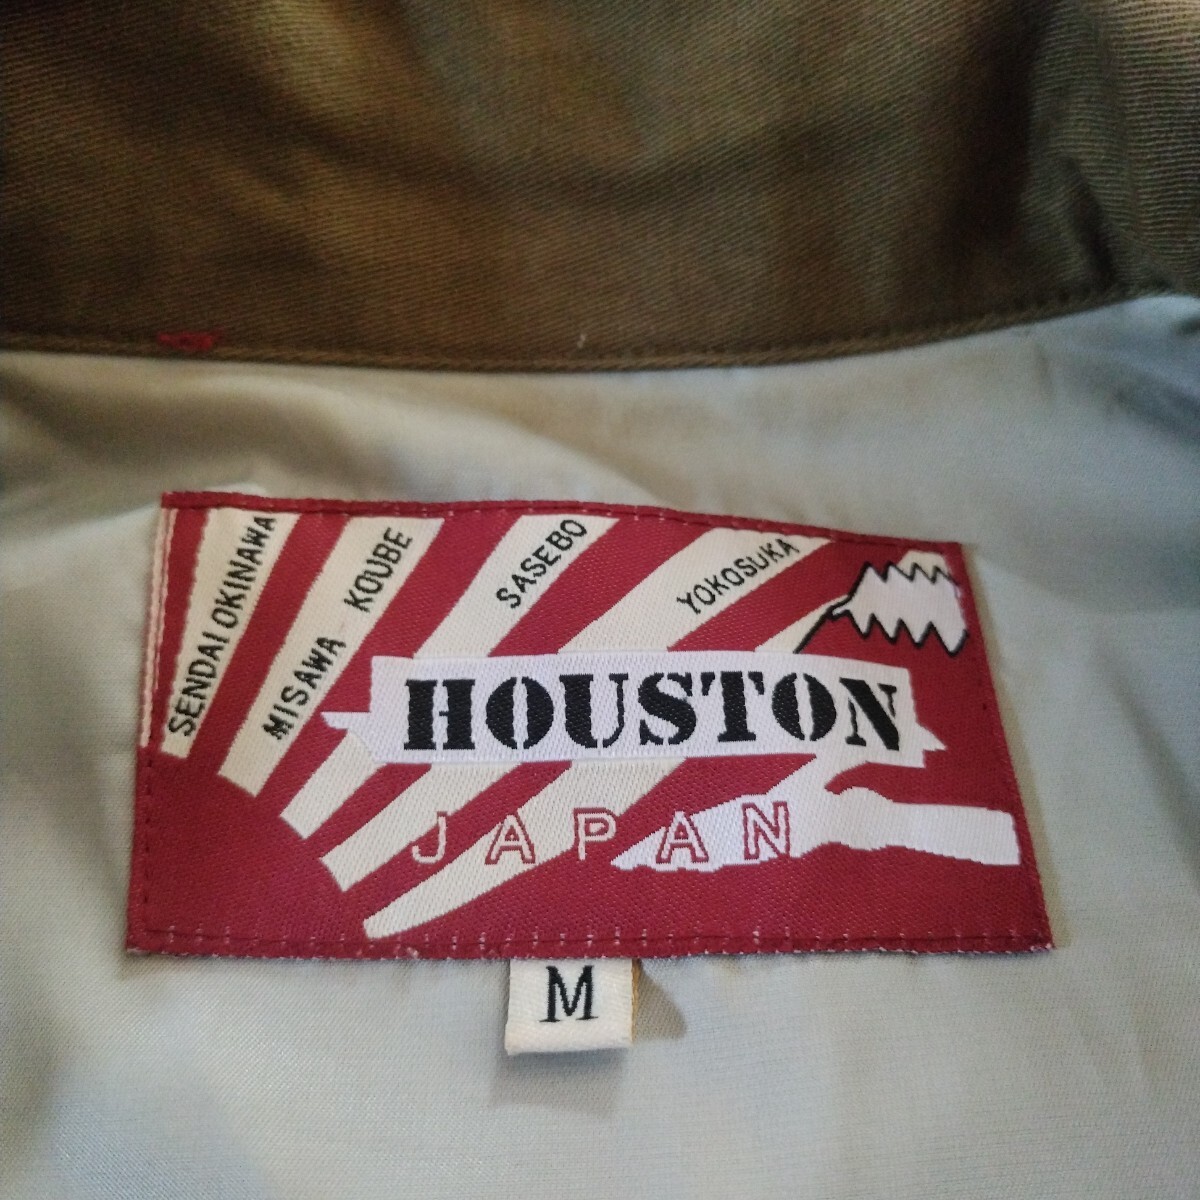 SENDAI OKINAWA
MISAWA KOUBE
SASEBO
YOKOSUKA
HOUSTON
JAPAN
M